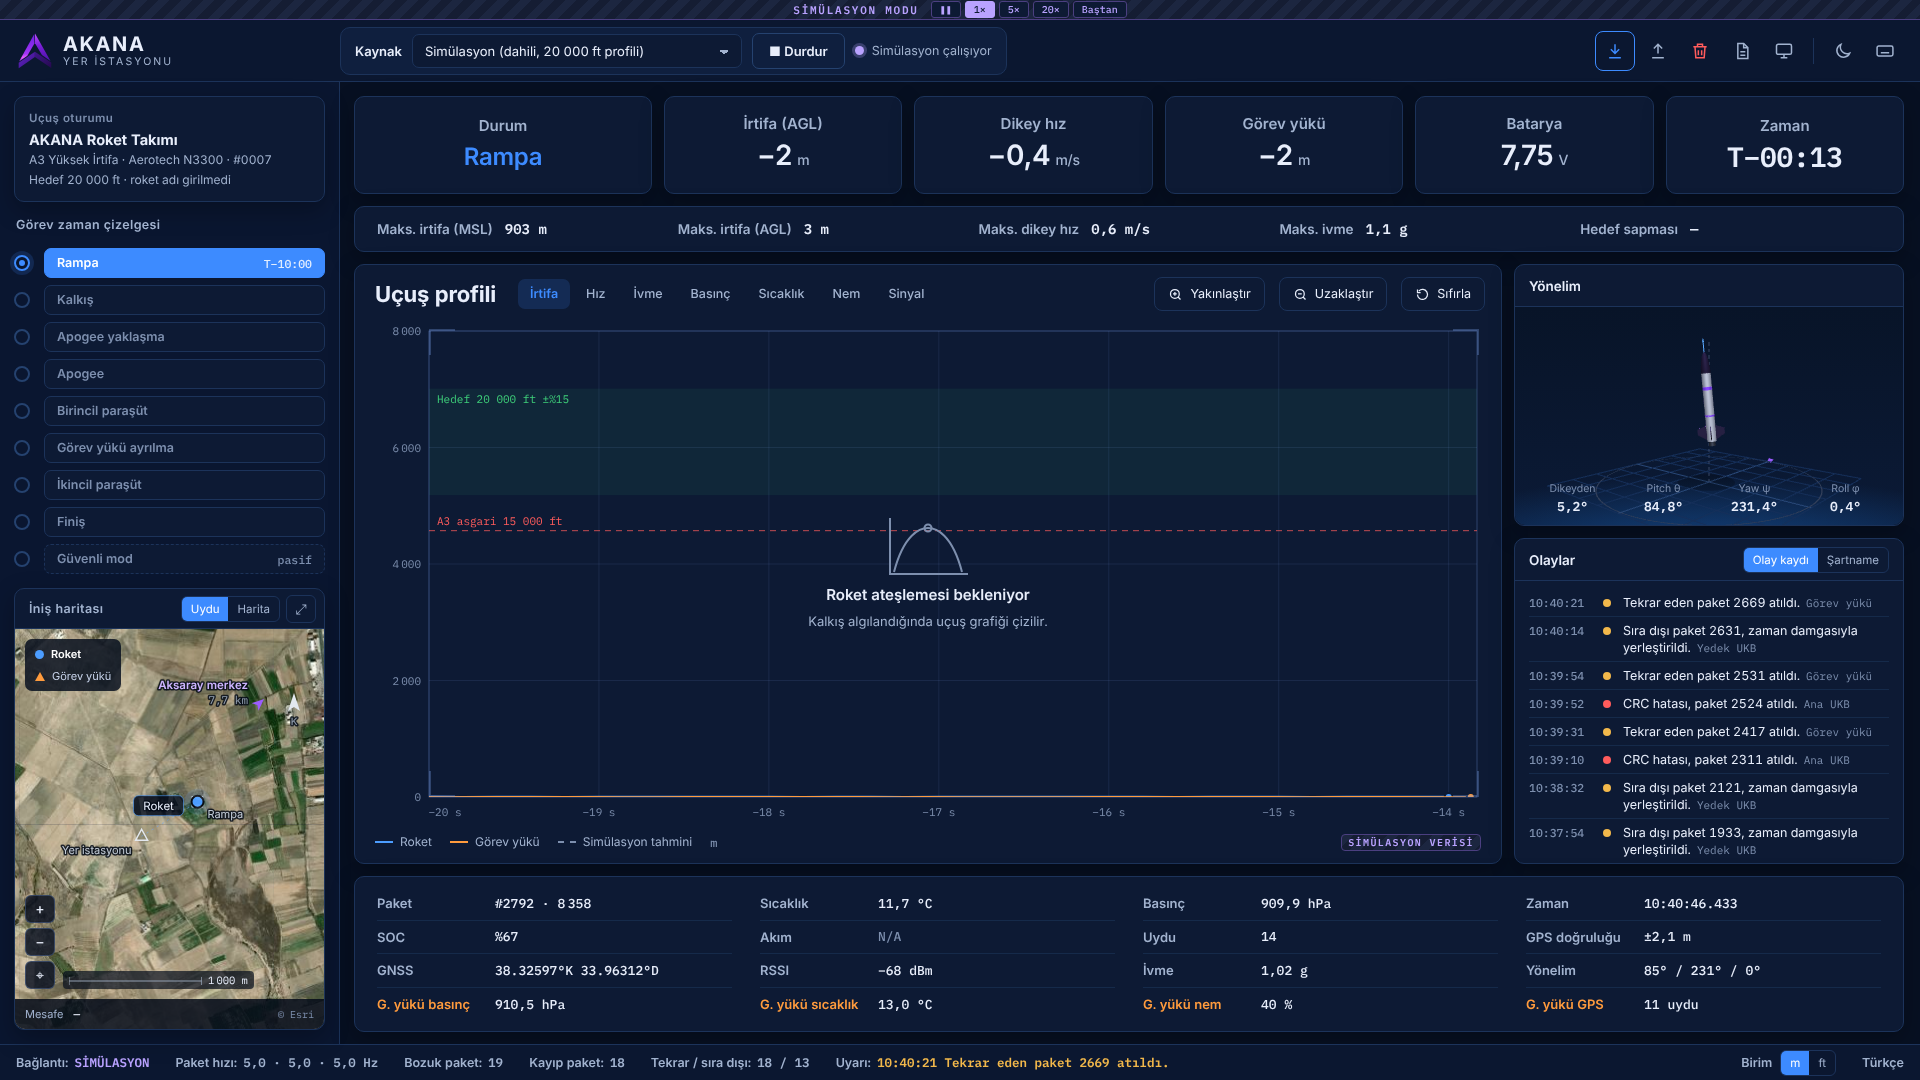 SİMÜLASYON MODU
1×
5×
20×
Baştan
AKANA
YER İSTASYONU
Kaynak
Simülasyon (dahili, 20 000 ft profili)
Durdur
Simülasyon çalışıyor
Uçuş oturumu
AKANA Roket Takımı
A3 Yüksek İrtifa · Aerotech N3300 · #0007
Hedef 20 000 ft · roket adı girilmedi
Görev zaman çizelgesi
Rampa T−10:00
Kalkış
Apogee yaklaşma
Apogee
Birincil paraşüt
Görev yükü ayrılma
İkincil paraşüt
Finiş
Güvenli mod pasif
İniş haritası
Uydu
Harita
Roket
Görev yükü
Aksaray merkez
7,7 km
K
Roket
Rampa
Yer istasyonu
+
−
1 000 m
Mesafe –
© Esri
Durum
Rampa
İrtifa (AGL)
−2 m
Dikey hız
−0,4 m/s
Görev yükü
−2 m
Batarya
7,75 V
Zaman
T−00:13
Maks. irtifa (MSL) 903 m
Maks. irtifa (AGL) 3 m
Maks. dikey hız 0,6 m/s
Maks. ivme 1,1 g
Hedef sapması –
Uçuş profili
İrtifa
Hız
İvme
Basınç
Sıcaklık
Nem
Sinyal
Yakınlaştır
Uzaklaştır
Sıfırla
8 000
6 000
4 000
2 000
0
Hedef 20 000 ft ±%15
A3 asgari 15 000 ft
Roket ateşlemesi bekleniyor
Kalkış algılandığında uçuş grafiği çizilir.
−20 s
−19 s
−18 s
−17 s
−16 s
−15 s
−14 s
Roket
Görev yükü
Simülasyon tahmini
m
SİMÜLASYON VERİSİ
Yönelim
Dikeyden
Pitch θ
Yaw ψ
Roll φ
5,2°
84,8°
231,4°
0,4°
Olaylar
Olay kaydı
Şartname
10:40:21 Tekrar eden paket 2669 atıldı. Görev yükü
10:40:14 Sıra dışı paket 2631, zaman damgasıyla
yerleştirildi. Yedek UKB
10:39:54 Tekrar eden paket 2531 atıldı. Görev yükü
10:39:52 CRC hatası, paket 2524 atıldı. Ana UKB
10:39:31 Tekrar eden paket 2417 atıldı. Görev yükü
10:39:10 CRC hatası, paket 2311 atıldı. Ana UKB
10:38:32 Sıra dışı paket 2121, zaman damgasıyla
yerleştirildi. Yedek UKB
10:37:54 Sıra dışı paket 1933, zaman damgasıyla
yerleştirildi. Yedek UKB
Paket #2792 · 8 358
Sıcaklık 11,7 °C
Basınç 909,9 hPa
Zaman 10:40:46.433
SOC %67
Akım N/A
Uydu 14
GPS doğruluğu ±2,1 m
GNSS 38.32597°K 33.96312°D
RSSI −68 dBm
İvme 1,02 g
Yönelim 85° / 231° / 0°
G. yükü basınç 910,5 hPa
G. yükü sıcaklık 13,0 °C
G. yükü nem 40 %
G. yükü GPS 11 uydu
Bağlantı: SİMÜLASYON
Paket hızı: 5,0 · 5,0 · 5,0 Hz
Bozuk paket: 19
Kayıp paket: 18
Tekrar / sıra dışı: 18 / 13
Uyarı: 10:40:21 Tekrar eden paket 2669 atıldı.
Birim
m
ft
Türkçe